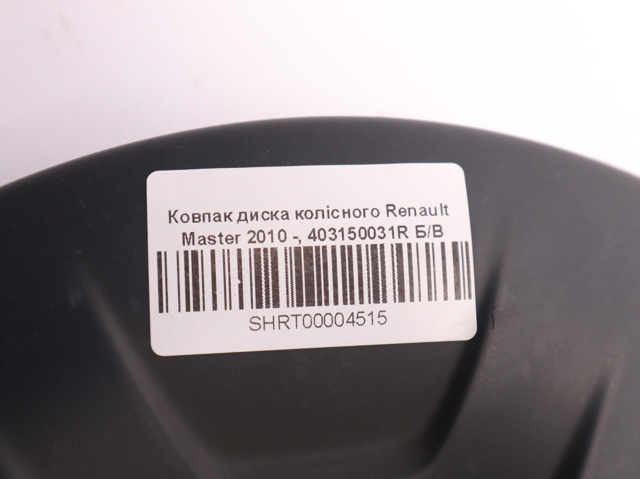 Ковпак диска колісного Renault
Master 2010 -, 403150031R Б/В
SHRT00004515